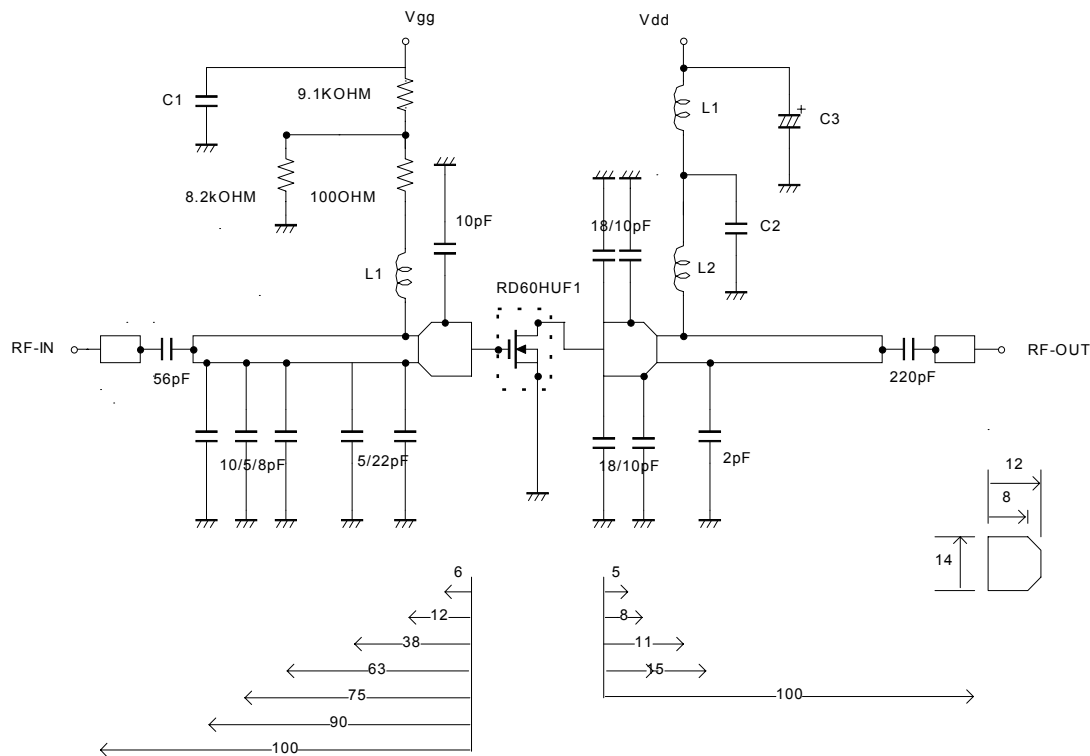 Vgg
Vdd
C1
9.1KOHM
L1
+
C3
8.2kOHM
100OHM
10pF
18/10pF
C2
L1
L2
RD60HUF1
RF-IN
RF-OUT
56pF
220pF
10/5/8pF
5/22pF
18/10pF
2pF
12
8
14
6
5
12
8
38
11
63
15
75
100
90
100